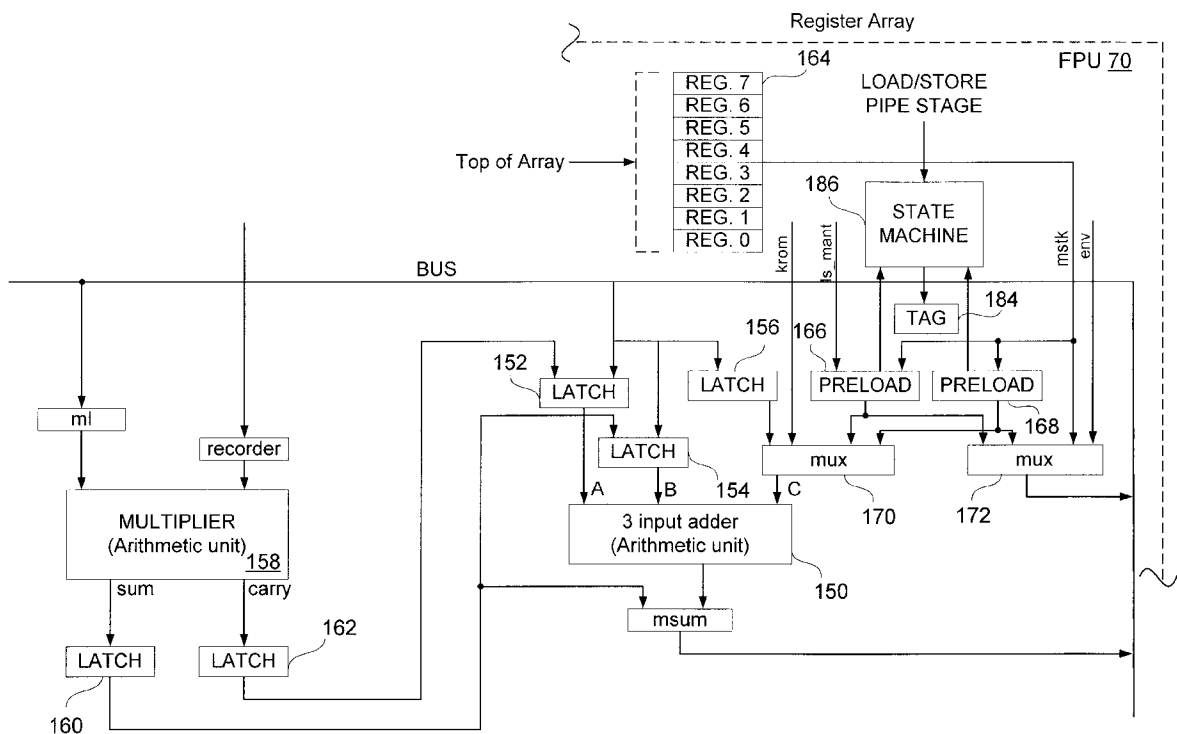 Register Array
FPU 70
164
REG. 7
REG. 6
REG. 5
REG. 4
REG. 3
REG. 2
REG. 1
REG. 0
Top of Array
LOAD/STORE
PIPE STAGE
186
STATE
MACHINE
krom
ls_mant
mstk
env
BUS
TAG
184
152
156
166
LATCH
LATCH
PRELOAD
PRELOAD
168
ml
recorder
LATCH
154
mux
mux
170
172
A
B
C
MULTIPLIER
(Arithmetic unit)
158
3 input adder
(Arithmetic unit)
150
sum
carry
msum
162
LATCH
LATCH
160